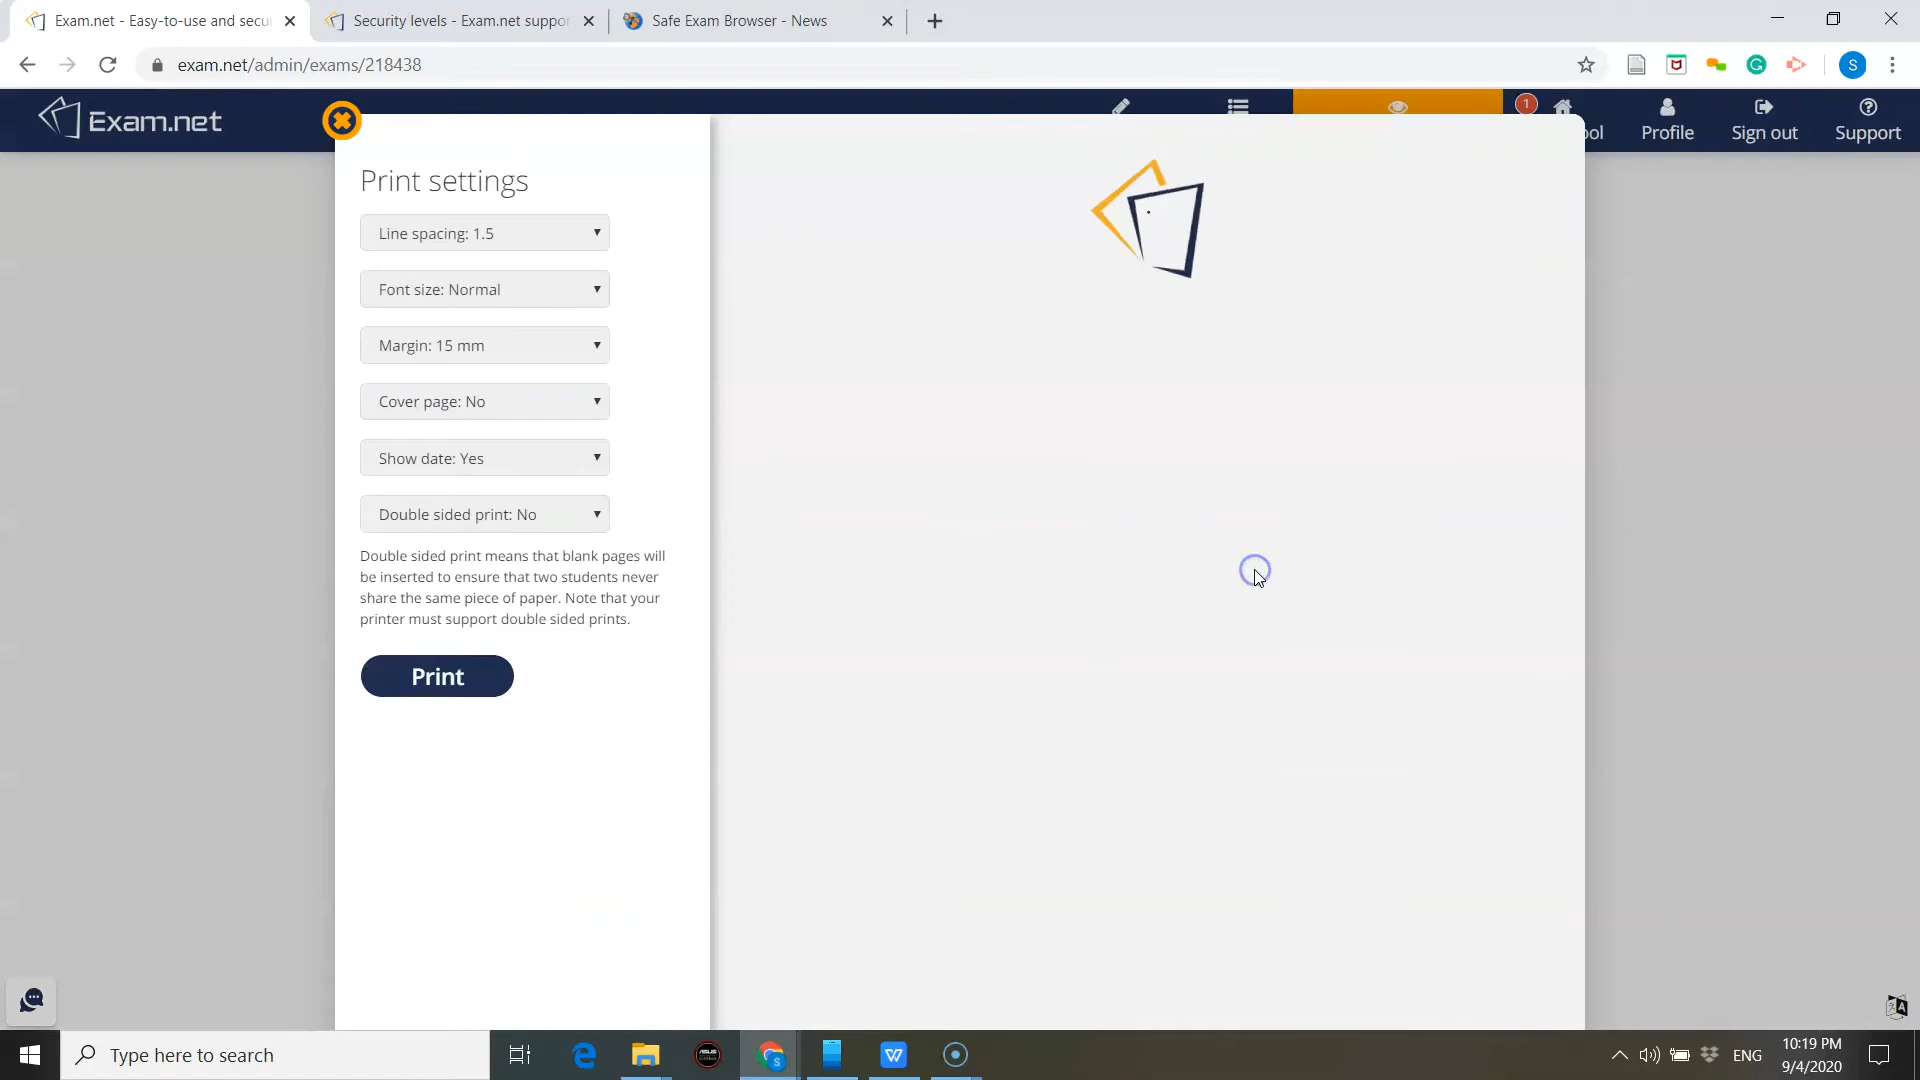 Exam.net - Easy-to-use and secu
Security levels - Exam.net suppo
Safe Exam Browser - News
exam.net/admin/exams/218438
S
Exam.net
1
ool
Profile
Sign out
Support
Print settings
Line spacing: 1.5
Font size: Normal
Margin: 15 mm
Cover page: No
Show date: Yes
Double sided print: No
Double sided print means that blank pages will
be inserted to ensure that two students never
share the same piece of paper. Note that your
printer must support double sided prints.
Print
Type here to search
ENG
10:19 PM
9/4/2020